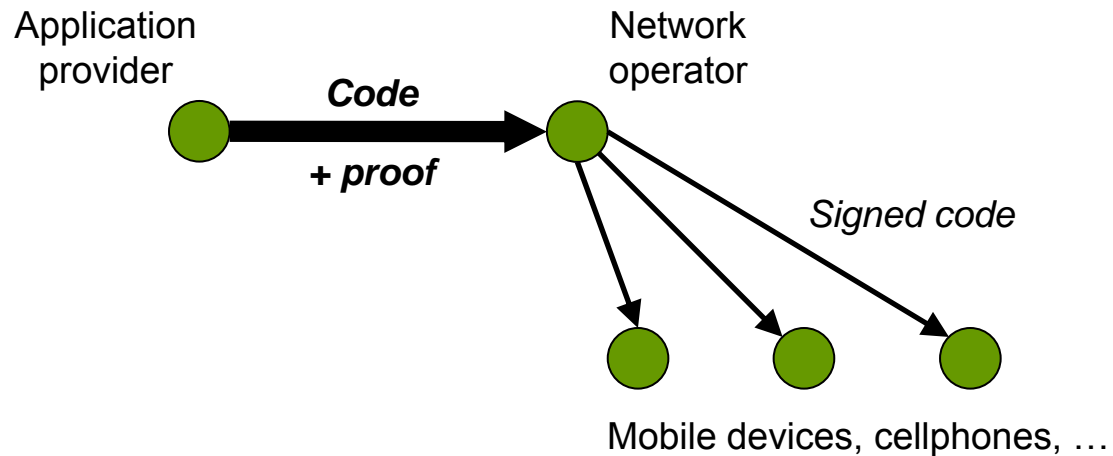 Application
provider
Network
operator
Code
+ proof
Signed code
Mobile devices, cellphones, …